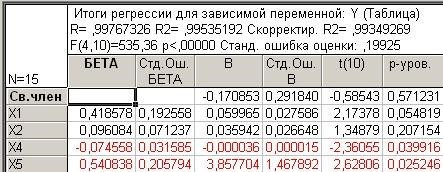 Итоги регрессии для зависимой переменной: Y (Таблица)
R= ,99767326 R2= ,99535192 Скорректир. R2= ,99349269
F(4,10)=535,36 p<,00000 Станд. ошибка оценки: ,19925
N=15 БЕТА Стд.Ош. БЕТА B Стд.Ош. B t(10) p-уров.
Св.член -0,170853 0,291840 -0,58543 0,571231
X1 0,418578 0,192558 0,059965 0,027586 2,17378 0,054819
X2 0,096084 0,071237 0,035942 0,026648 1,34879 0,207154
X4 -0,074558 0,031585 -0,000036 0,000015 -2,36055 0,039916
X5 0,540838 0,205794 3,857704 1,467892 2,62806 0,025246